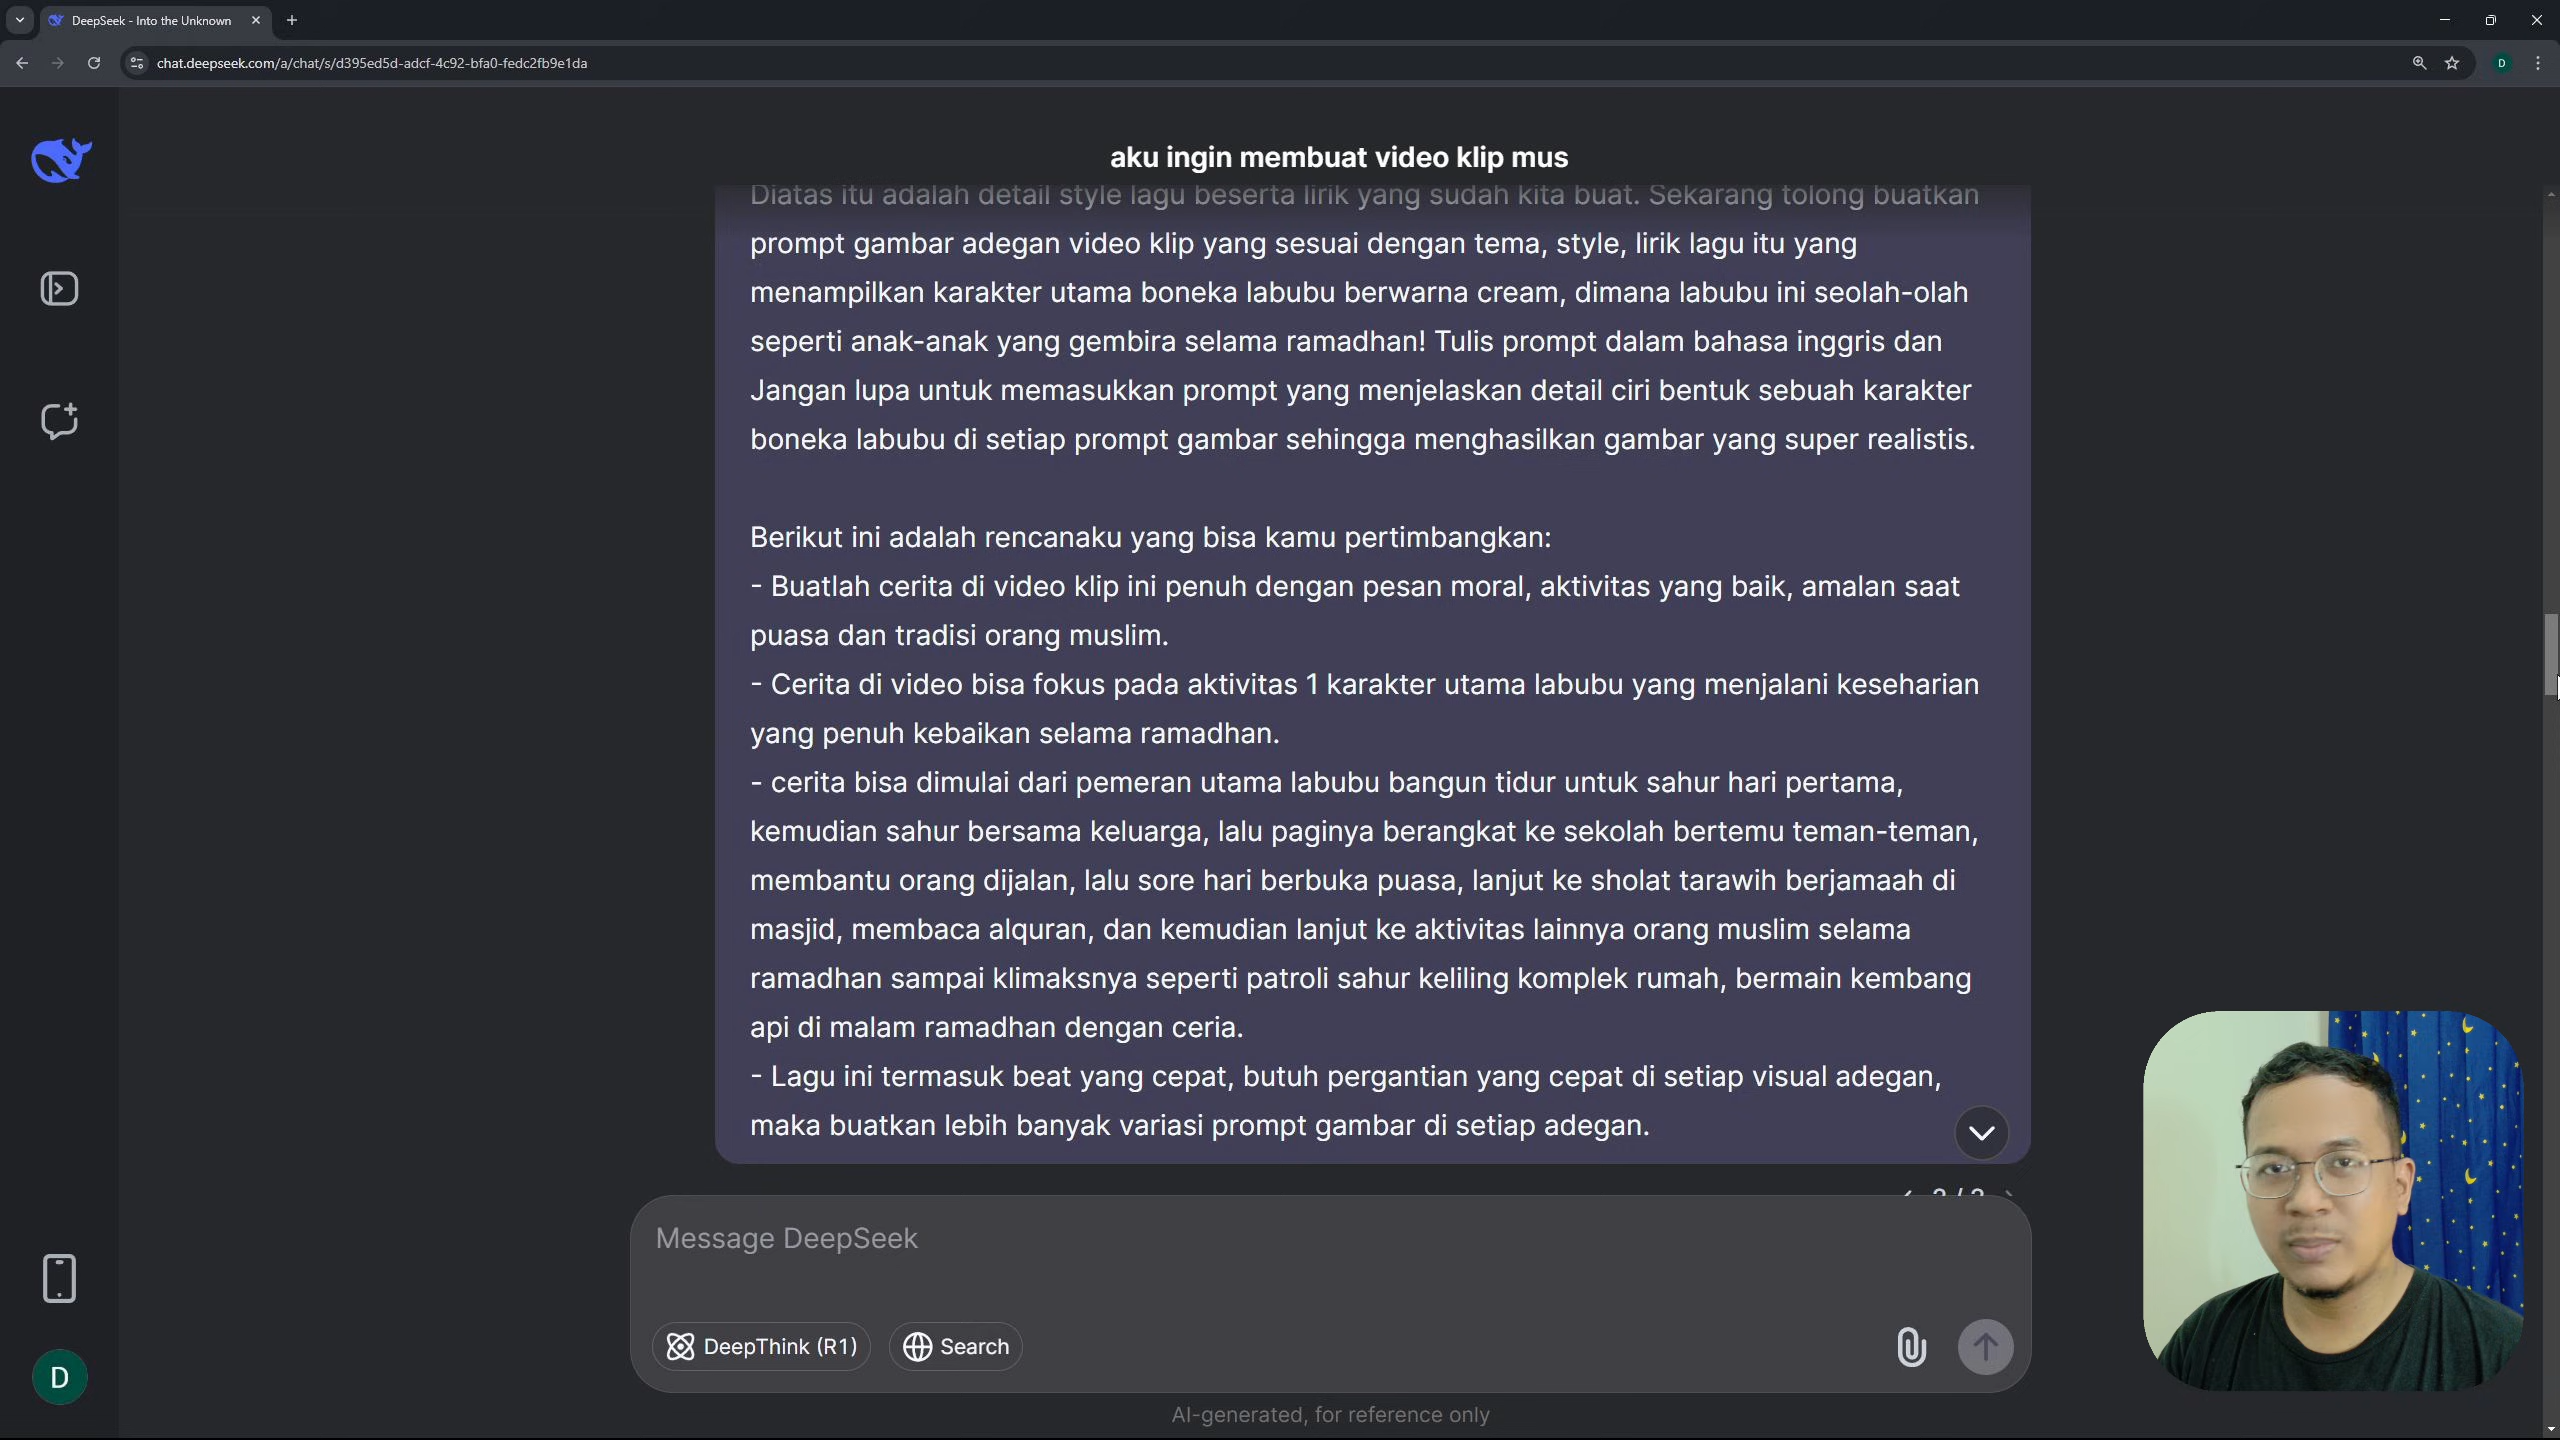 DeepSeek - Into the Unknown
chat.deepseek.com/a/chat/s/d395ed5d-adcf-4c92-bfa0-fedc2fb9e1da
D
aku ingin membuat video klip mus
Diatas itu adalah detail style lagu beserta lirik yang sudah kita buat. Sekarang tolong buatkan
prompt gambar adegan video klip yang sesuai dengan tema, style, lirik lagu itu yang
menampilkan karakter utama boneka labubu berwarna cream, dimana labubu ini seolah-olah
seperti anak-anak yang gembira selama ramadhan! Tulis prompt dalam bahasa inggris dan
Jangan lupa untuk memasukkan prompt yang menjelaskan detail ciri bentuk sebuah karakter
boneka labubu di setiap prompt gambar sehingga menghasilkan gambar yang super realistis.
Berikut ini adalah rencanaku yang bisa kamu pertimbangkan:
- Buatlah cerita di video klip ini penuh dengan pesan moral, aktivitas yang baik, amalan saat
puasa dan tradisi orang muslim.
- Cerita di video bisa fokus pada aktivitas 1 karakter utama labubu yang menjalani keseharian
yang penuh kebaikan selama ramadhan.
- cerita bisa dimulai dari pemeran utama labubu bangun tidur untuk sahur hari pertama,
kemudian sahur bersama keluarga, lalu paginya berangkat ke sekolah bertemu teman-teman,
membantu orang dijalan, lalu sore hari berbuka puasa, lanjut ke sholat tarawih berjamaah di
masjid, membaca alquran, dan kemudian lanjut ke aktivitas lainnya orang muslim selama
ramadhan sampai klimaksnya seperti patroli sahur keliling komplek rumah, bermain kembang
api di malam ramadhan dengan ceria.
- Lagu ini termasuk beat yang cepat, butuh pergantian yang cepat di setiap visual adegan,
maka buatkan lebih banyak variasi prompt gambar di setiap adegan.
Message DeepSeek
DeepThink (R1)
Search
D
AI-generated, for reference only